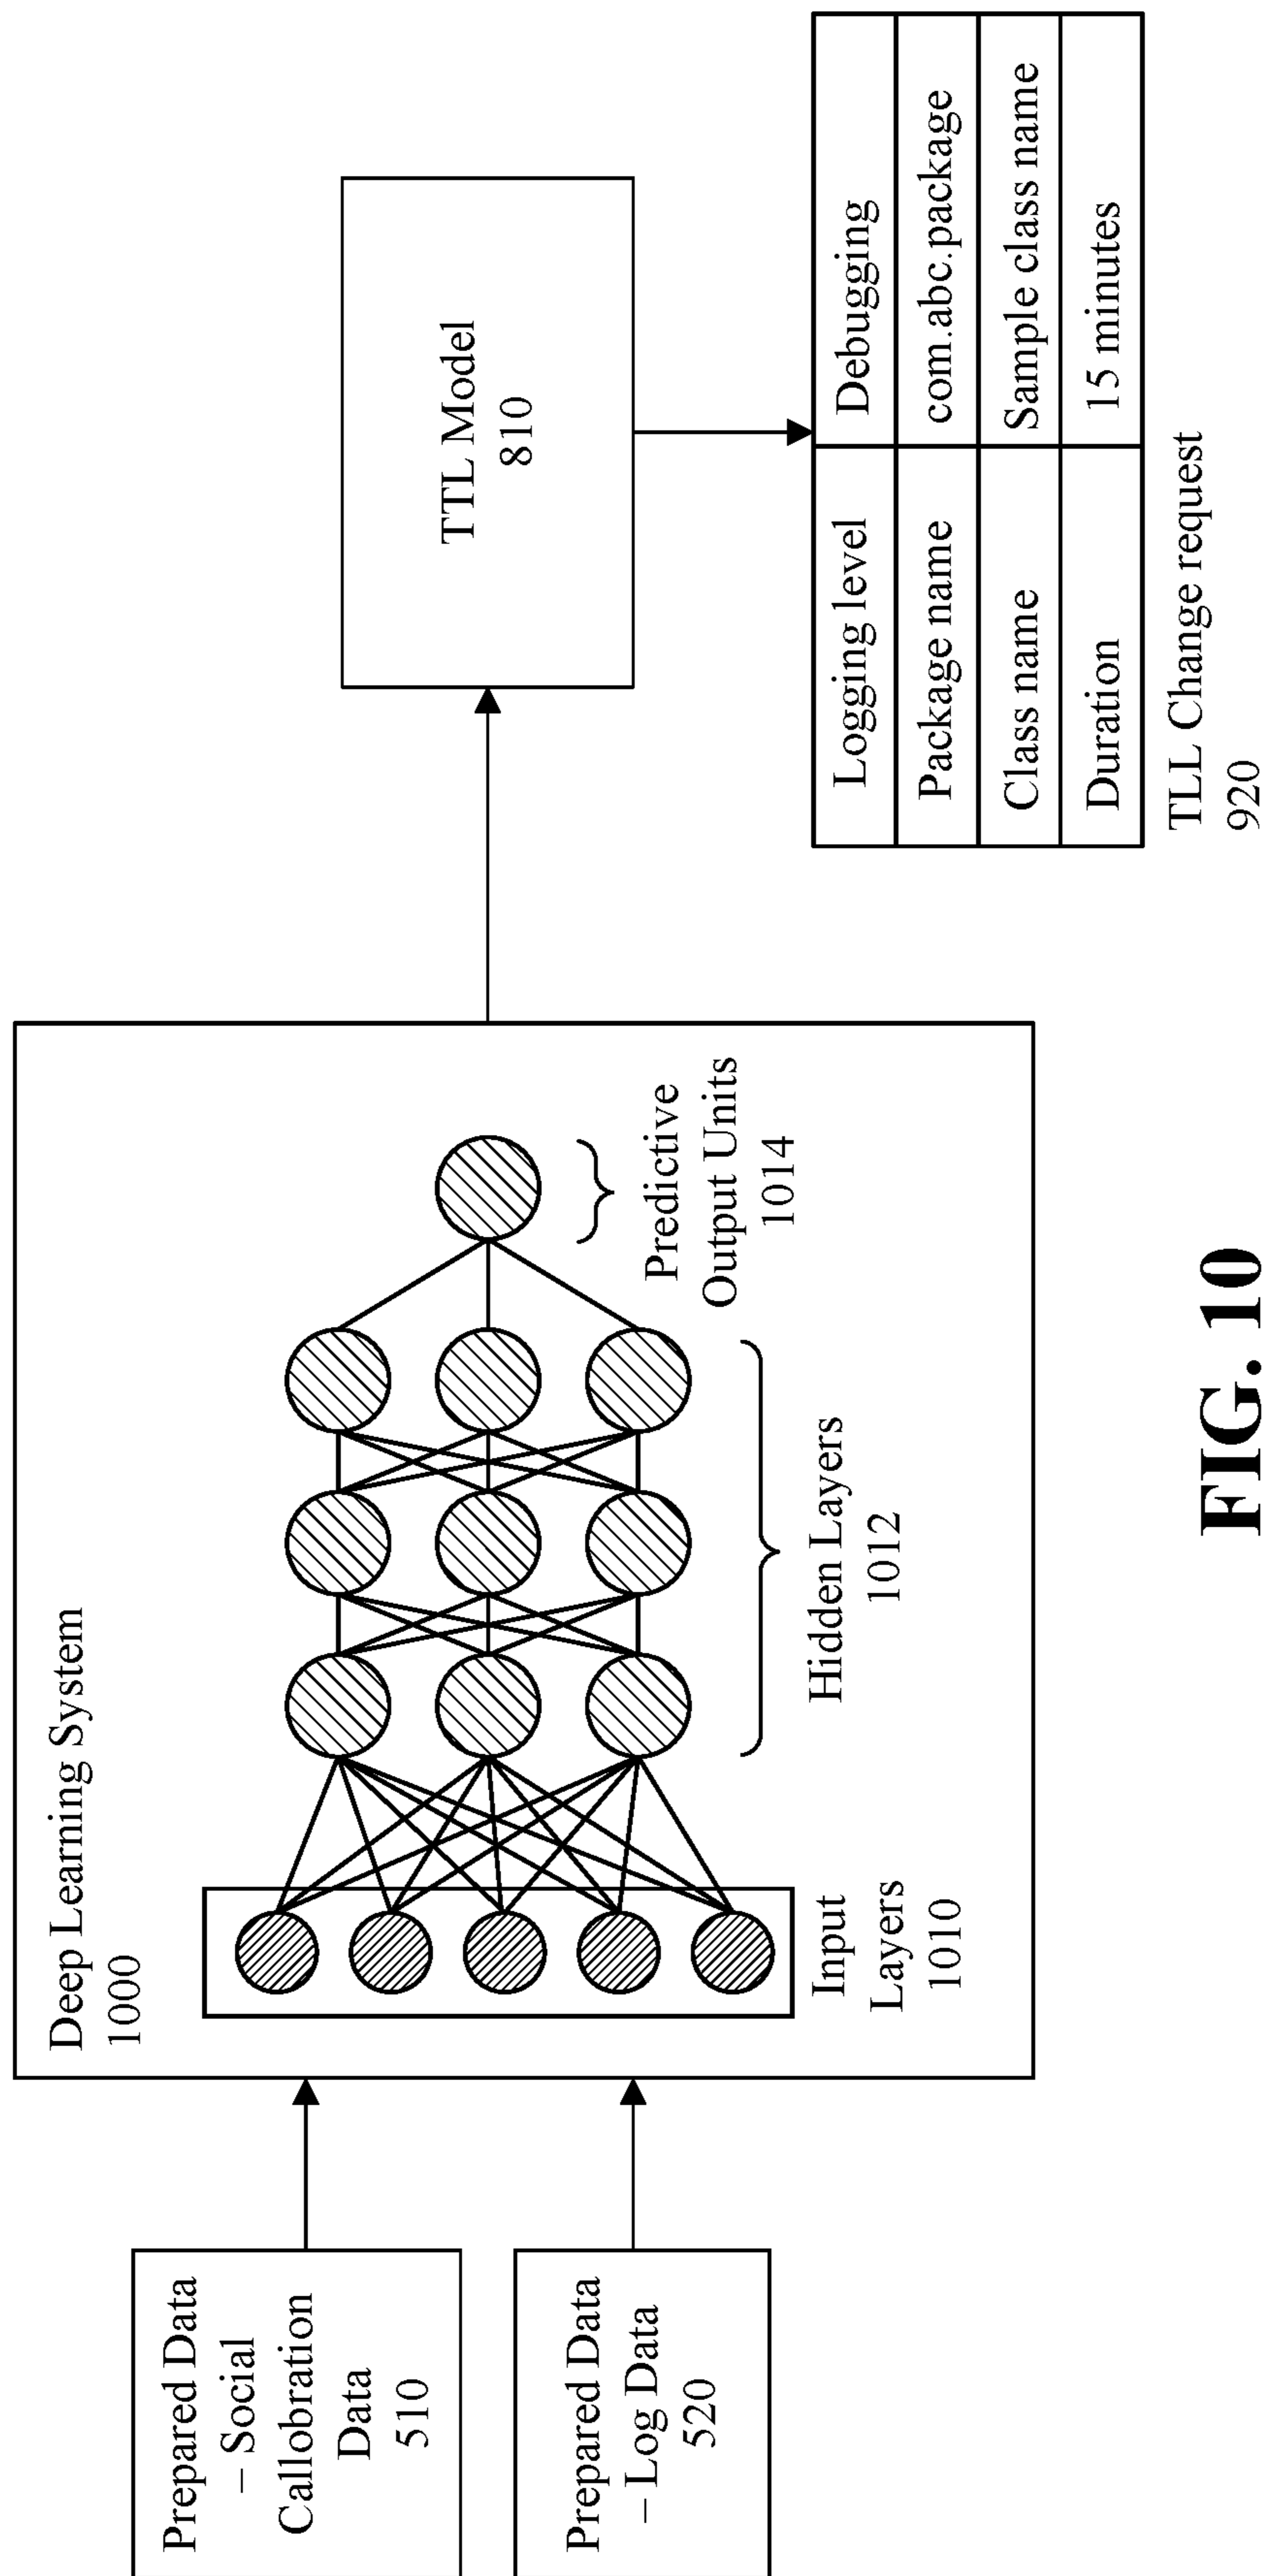 Prepared Data
– Social
Callobration
Data
510
Prepared Data
– Log Data
520
Deep Learning System
1000
Input
Layers
1010
Hidden Layers
1012
Predictive
Output Units
1014
TTL Model
810
Logging level Debugging
Package name com.abc.package
Class name Sample class name
Duration 15 minutes
TLL Change request
920
FIG. 10